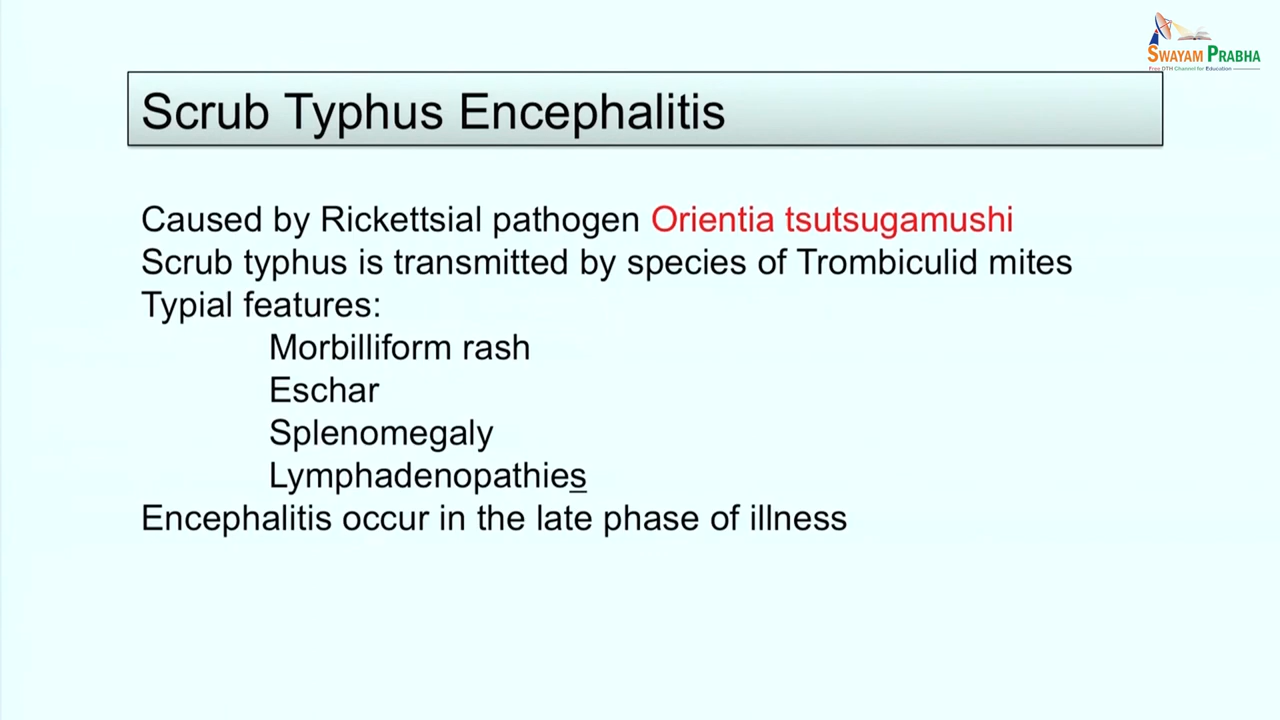 SWAYAM PRABHA
Free DTH Channel for Education
Scrub Typhus Encephalitis
Caused by Rickettsial pathogen Orientia tsutsugamushi
Scrub typhus is transmitted by species of Trombiculid mites
Typial features:
Morbilliform rash
Eschar
Splenomegaly
Lymphadenopathies
Encephalitis occur in the late phase of illness